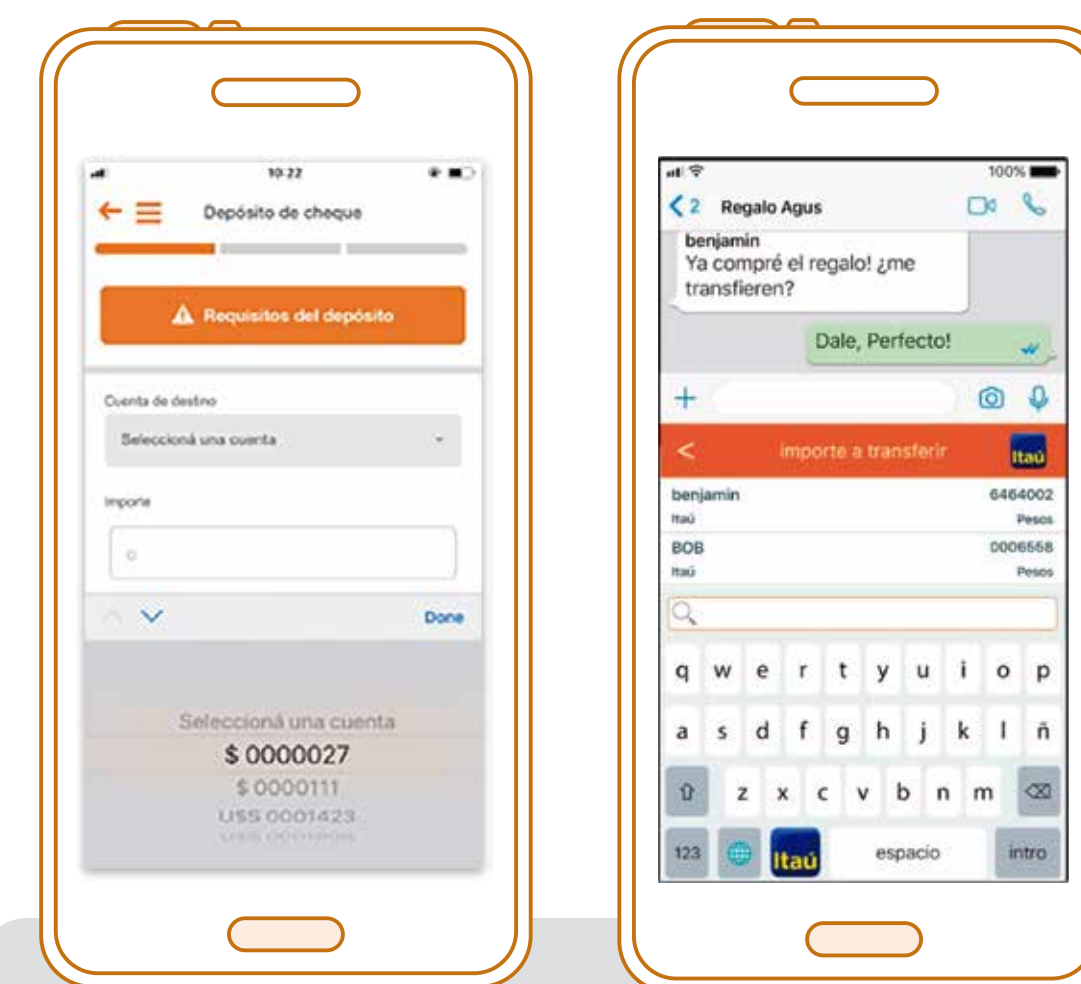 10:22
Depósito de cheque
Requisitos del depósito
Cuenta de destino
Seleccioná una cuenta
Importe
0
Done
Seleccioná una cuenta
$ 0000027
$ 0000111
US$ 0001423
100%
2 Regalo Agus
benjamin
Ya compré el regalo! ¿me
transfieren?
Dale, Perfecto!
< importe a transferir Itaú
benjamin 6464002
Itaú Pesos
BOB 0006558
Itaú Pesos
q w e r t y u i o p
a s d f g h j k l ñ
z x c v b n m
123 Itaú espacio intro